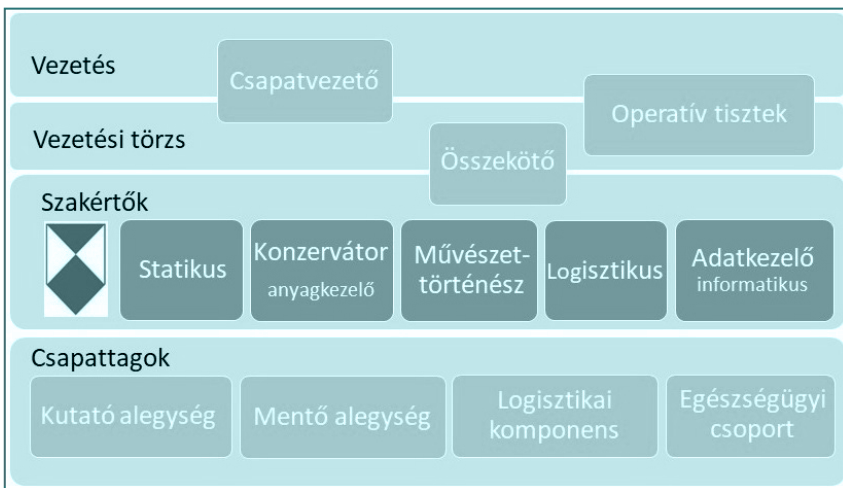 Vezetés
Csapatvezető
Operatív tisztek
Vezetési törzs
Összekötő
Szakértők
Statikus
Konzervátor
anyagkezelő
Művészet-
történész
Logisztikus
Adatkezelő
informatikus
Csapattagok
Kutató alegység
Mentő alegység
Logisztikai
komponens
Egészségügyi
csoport